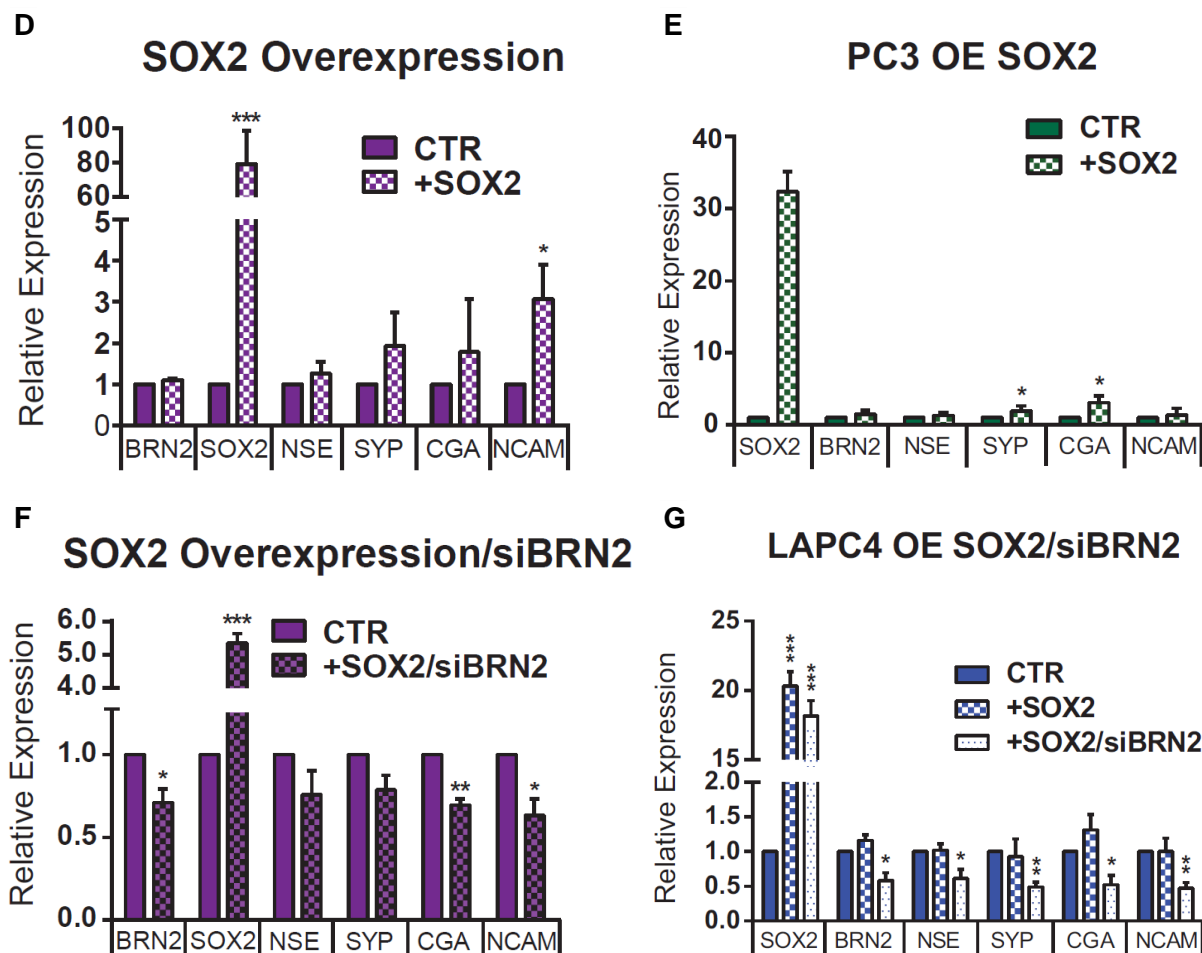 D
SOX2 Overexpression
Relative Expression
100
80
60
5
4
3
2
1
0
***
*
CTR
+SOX2
BRN2 SOX2 NSE SYP CGA NCAM
E
PC3 OE SOX2
Relative Expression
40
30
20
10
0
*
*
CTR
+SOX2
SOX2 BRN2 NSE SYP CGA NCAM
F
SOX2 Overexpression/siBRN2
Relative Expression
6.0
5.0
4.0
1.0
0.5
0.0
*
***
**
*
CTR
+SOX2/siBRN2
BRN2 SOX2 NSE SYP CGA NCAM
G
LAPC4 OE SOX2/siBRN2
Relative Expression
25
20
15
2.0
1.5
1.0
0.5
0.0
***
***
*
*
**
*
**
CTR
+SOX2
+SOX2/siBRN2
SOX2 BRN2 NSE SYP CGA NCAM